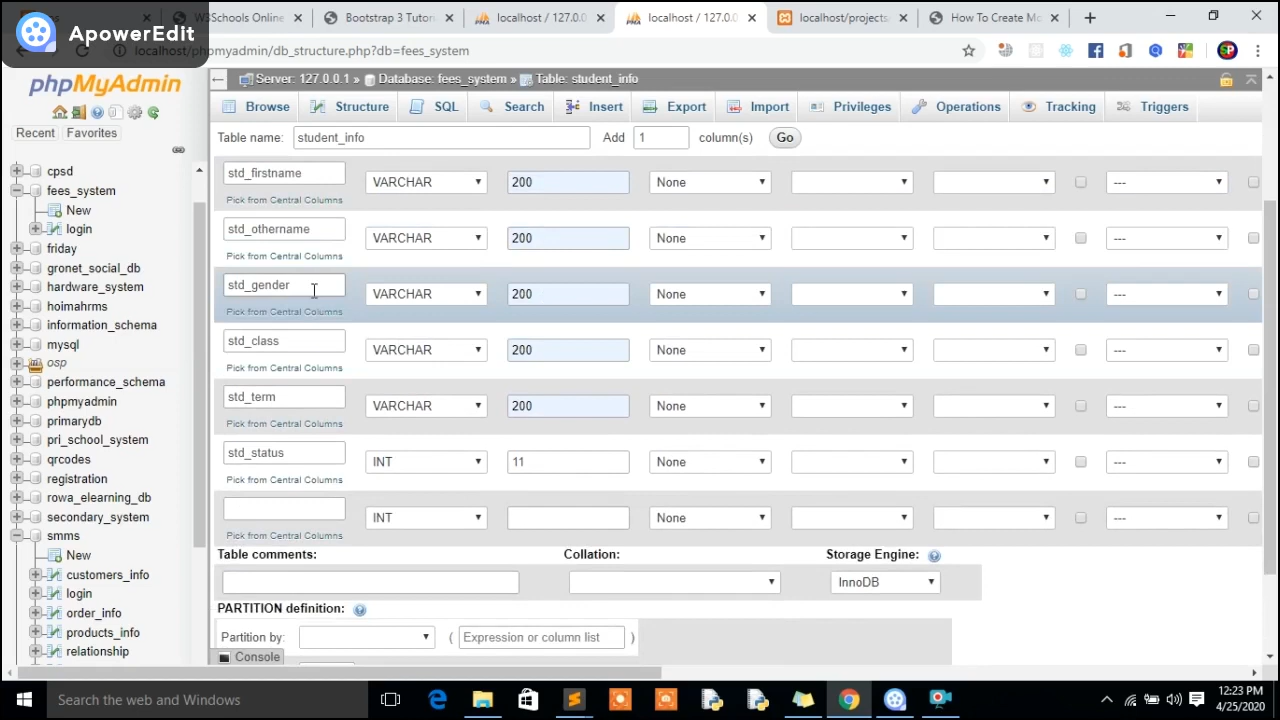 W3Schools Online
Bootstrap 3 Tutor
localhost / 127.0.0
localhost / 127.0.0
localhost/projects
How To Create Mo
ApowerEdit
localhost/phpmyadmin/db_structure.php?db=fees_system
phpMyAdmin
Recent
Favorites
cpsd
fees_system
New
login
friday
gronet_social_db
hardware_system
hoimahrms
information_schema
mysql
osp
performance_schema
phpmyadmin
primarydb
pri_school_system
qrcodes
registration
rowa_elearning_db
secondary_system
smms
New
customers_info
login
order_info
products_info
relationship
Server: 127.0.0.1 » Database: fees_system » Table: student_info
Browse
Structure
SQL
Search
Insert
Export
Import
Privileges
Operations
Tracking
Triggers
Table name: student_info Add 1 column(s) Go
std_firstname VARCHAR 200 None ---
Pick from Central Columns
std_othername VARCHAR 200 None ---
Pick from Central Columns
std_gender VARCHAR 200 None ---
Pick from Central Columns
std_class VARCHAR 200 None ---
Pick from Central Columns
std_term VARCHAR 200 None ---
Pick from Central Columns
std_status INT 11 None ---
Pick from Central Columns
INT None ---
Pick from Central Columns
Table comments: Collation: Storage Engine:
InnoDB
PARTITION definition:
Partition by: ( Expression or column list )
Console
Search the web and Windows
12:23 PM
4/25/2020